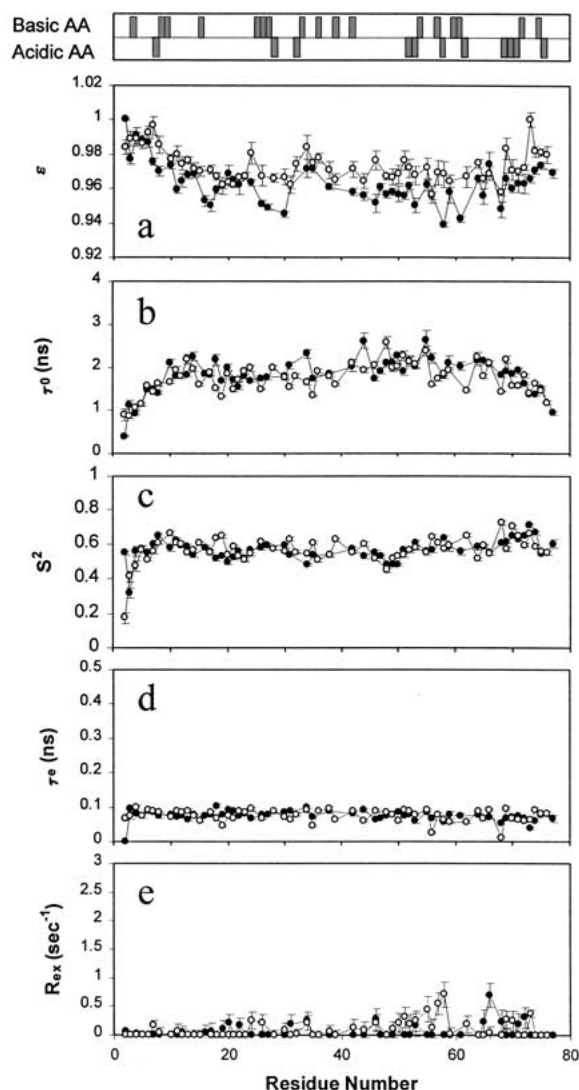 Basic AA
Acidic AA
1.02
1
0.98
0.96
0.94
0.92
ε
a
4
3
2
1
0
τ⁰ (ns)
b
1
0.8
0.6
0.4
0.2
0
S²
c
0.5
0.4
0.3
0.2
0.1
0
τᵉ (ns)
d
3
2.5
2
1.5
1
0.5
0
Rₑₓ (sec⁻¹)
e
0 20 40 60 80
Residue Number